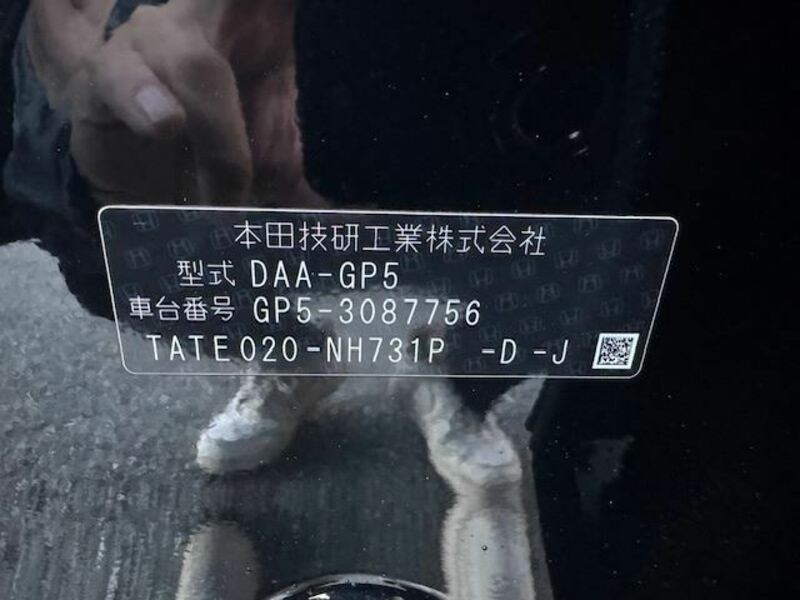 本田技研工業株式会社
型式 DAA-GP5
車台番号 GP5-3087756
TATE020-NH731P -D -J